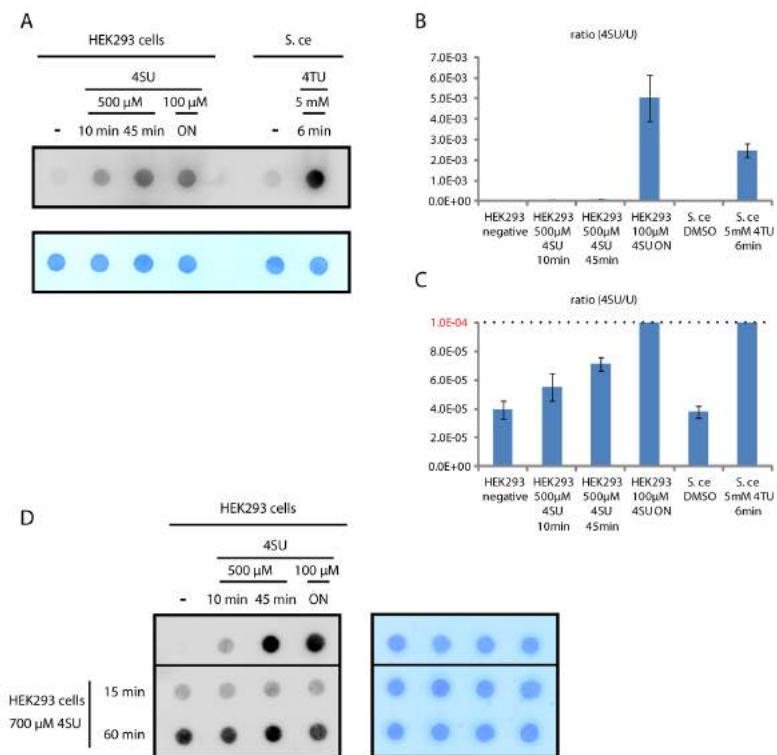 A
HEK293 cells
S. ce
4SU
4TU
500 µM
100 µM
5 mM
-
10 min
45 min
ON
-
6 min
B
ratio (4SU/U)
7.0E-03
6.0E-03
5.0E-03
4.0E-03
3.0E-03
2.0E-03
1.0E-03
0.0E+00
HEK293 negative
HEK293 500µM 4SU 10min
HEK293 500µM 4SU 45min
HEK293 100µM 4SU ON
S. ce DMSO
S. ce 5mM 4TU 6min
C
ratio (4SU/U)
1.0E-04
8.0E-05
6.0E-05
4.0E-05
2.0E-05
0.0E+00
HEK293 negative
HEK293 500µM 4SU 10min
HEK293 500µM 4SU 45min
HEK293 100µM 4SU ON
S. ce DMSO
S. ce 5mM 4TU 6min
D
HEK293 cells
4SU
500 µM
100 µM
-
10 min
45 min
ON
HEK293 cells
700 µM 4SU
15 min
60 min